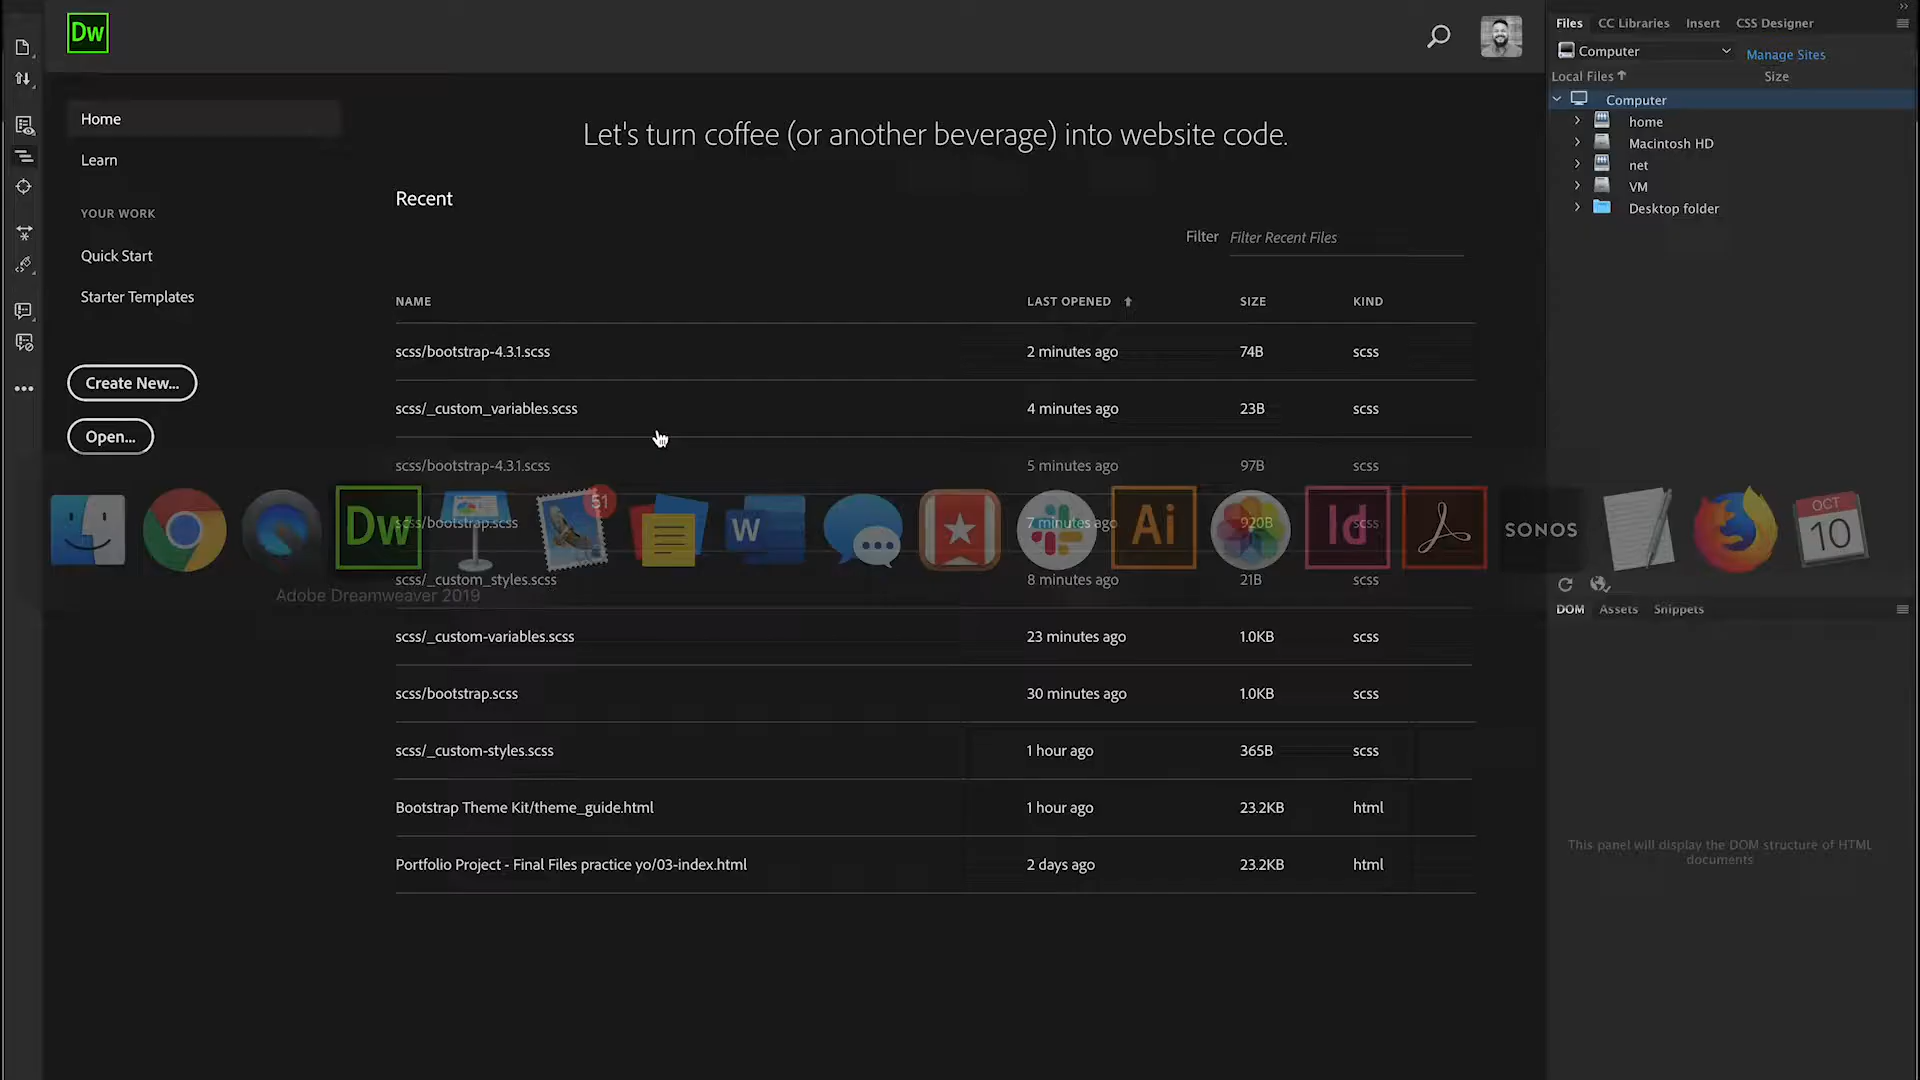 Dw
Files CC Libraries Insert CSS Designer
Computer
Manage Sites
Local Files Size
Computer
home
Macintosh HD
net
VM
Desktop folder
Home
Learn
YOUR WORK
Quick Start
Starter Templates
Create New...
Open...
Let's turn coffee (or another beverage) into website code.
Recent
Filter Filter Recent Files
NAME LAST OPENED SIZE KIND
scss/bootstrap-4.3.1.scss 2 minutes ago 74B scss
scss/_custom_variables.scss 4 minutes ago 23B scss
scss/bootstrap-4.3.1.scss 5 minutes ago 97B scss
scss/bootstrap.scss 7 minutes ago 920B scss
Dw 51 W Ai Id SONOS OCT 10
scss/_custom_styles.scss 8 minutes ago 21B scss
Adobe Dreamweaver 2019
scss/_custom-variables.scss 23 minutes ago 1.0KB scss
scss/bootstrap.scss 30 minutes ago 1.0KB scss
scss/_custom-styles.scss 1 hour ago 365B scss
Bootstrap Theme Kit/theme_guide.html 1 hour ago 23.2KB html
Portfolio Project - Final Files practice yo/03-index.html 2 days ago 23.2KB html
DOM Assets Snippets
This panel will display the DOM structure of HTML
documents